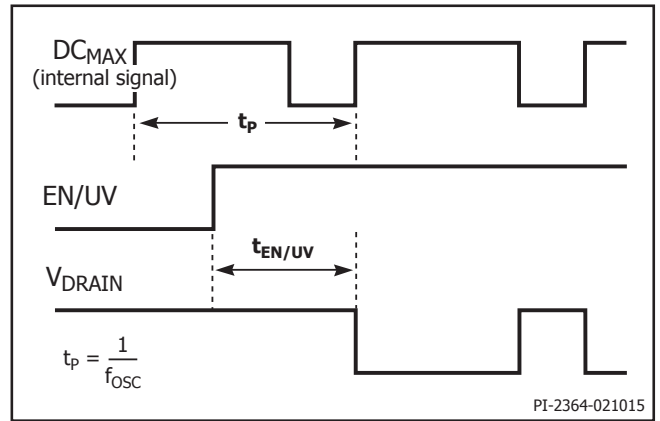 DCMAX
(internal signal)
tP
EN/UV
tEN/UV
VDRAIN
tP = 1
fOSC
PI-2364-021015